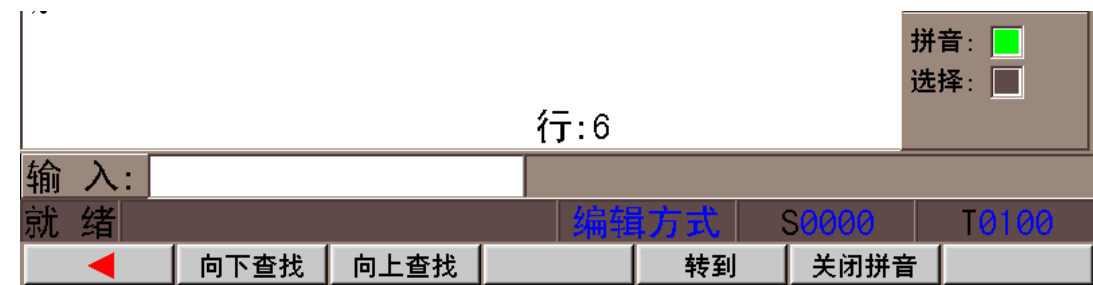 拼音:
选择:
行:6
输 入:
就 绪 编辑方式 S0000 T0100
向下查找 向上查找 转到 关闭拼音